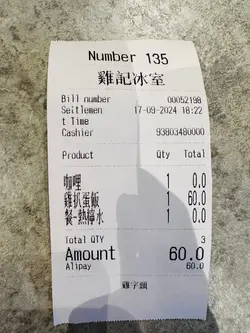 Number 135
雞記冰室
Bill number 00052198
Settlemen 17-09-2024 18:22
t Time
Cashier 93803480000
Product Qty Total
咖哩 1 0.0
雞扒蛋飯 1 60.0
餐-熱檸水 1 0.0
Total QTY 3
Amount 60.0
Alipay 60.0
雞字頭